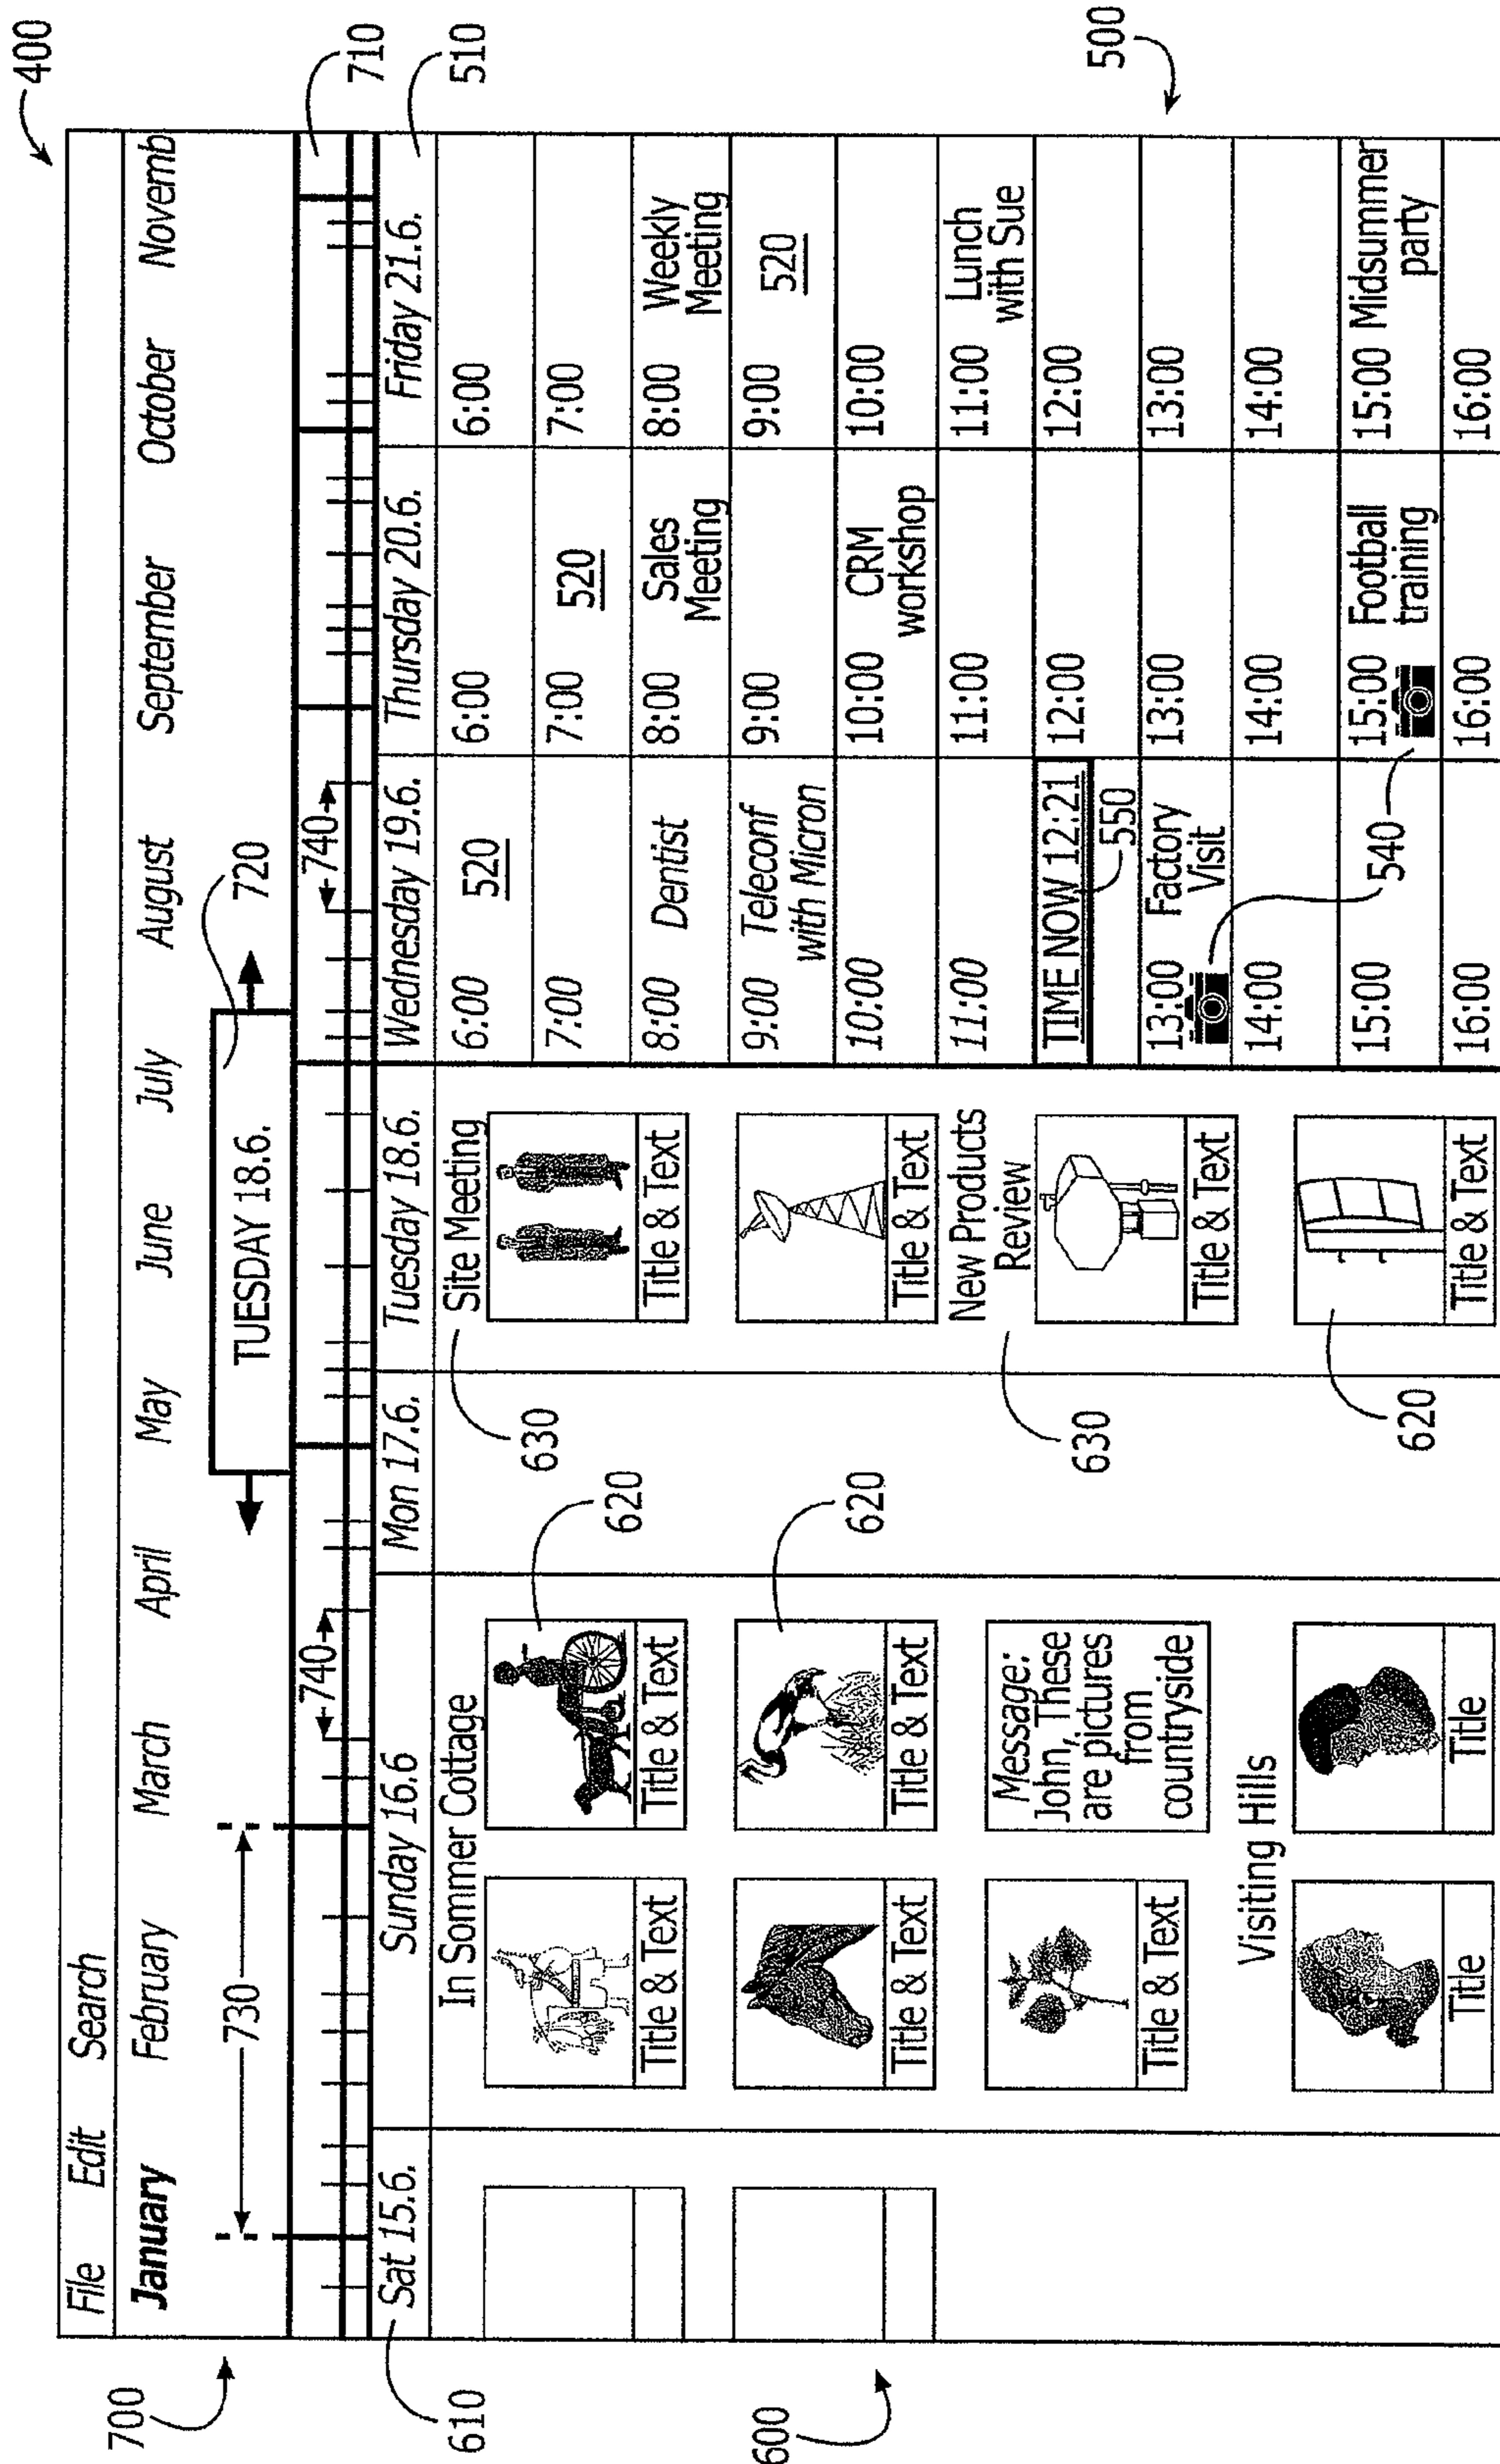 400
File Edit Search
700
January February March April May June July August September October Novemb
730
TUESDAY 18.6.
720
740
740
710
610
Sat 15.6.
Sunday 16.6
Mon 17.6.
Tuesday 18.6.
Wednesday 19.6.
Thursday 20.6.
Friday 21.6.
510
600
In Sommer Cottage
Title & Text
Title & Text
620
Title & Text
Title & Text
620
Title & Text
Message:
John, These
are pictures
from
countryside
Visiting Hills
Title
Title
630
Site Meeting
Title & Text
Title & Text
630
New Products
Review
Title & Text
620
Title & Text
6:00 520
7:00
8:00 Dentist
9:00 Teleconf
with Micron
10:00
11:00
TIME NOW 12:21
550
13:00 Factory
Visit
14:00
540
15:00
16:00
6:00
7:00 520
8:00 Sales
Meeting
9:00
10:00 CRM
workshop
11:00
12:00
13:00
14:00
15:00 Football
training
16:00
6:00
7:00
8:00 Weekly
Meeting
9:00 520
10:00
11:00 Lunch
with Sue
12:00
13:00
14:00
15:00 Midsummer
party
16:00
500